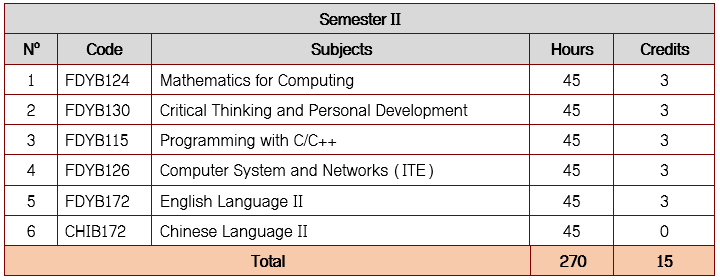 Semester II
Nº Code Subjects Hours Credits
1 FDYB124 Mathematics for Computing 45 3
2 FDYB130 Critical Thinking and Personal Development 45 3
3 FDYB115 Programming with C/C++ 45 3
4 FDYB126 Computer System and Networks (ITE) 45 3
5 FDYB172 English Language II 45 3
6 CHIB172 Chinese Language II 45 0
Total 270 15